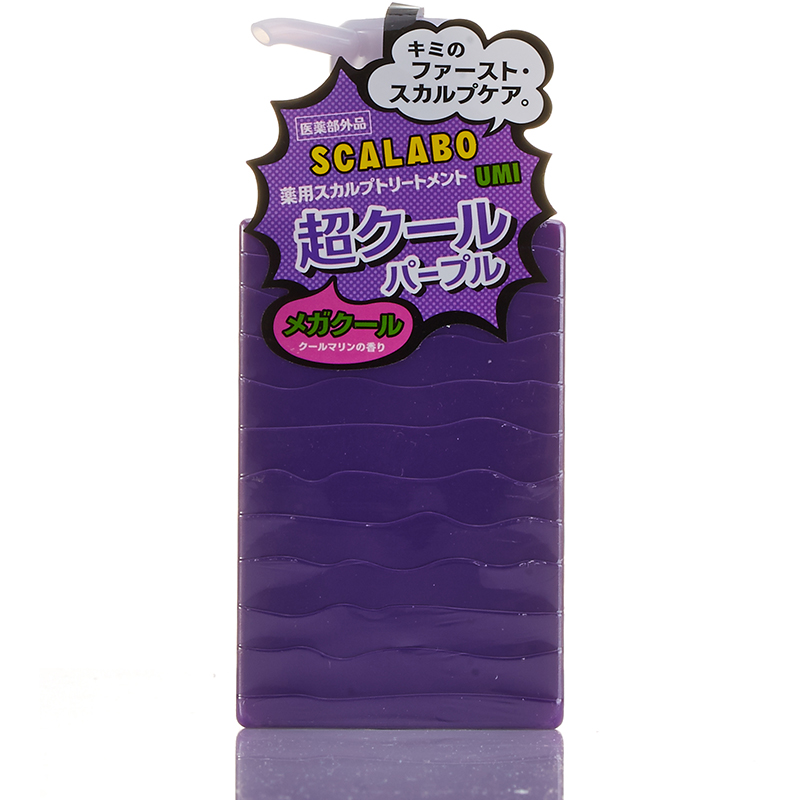 キミの
ファースト・
スカルプケア。
医薬部外品
SCALABO
UMI
薬用スカルプトリートメント
超クール
パープル
メガクール
クールマリンの香り